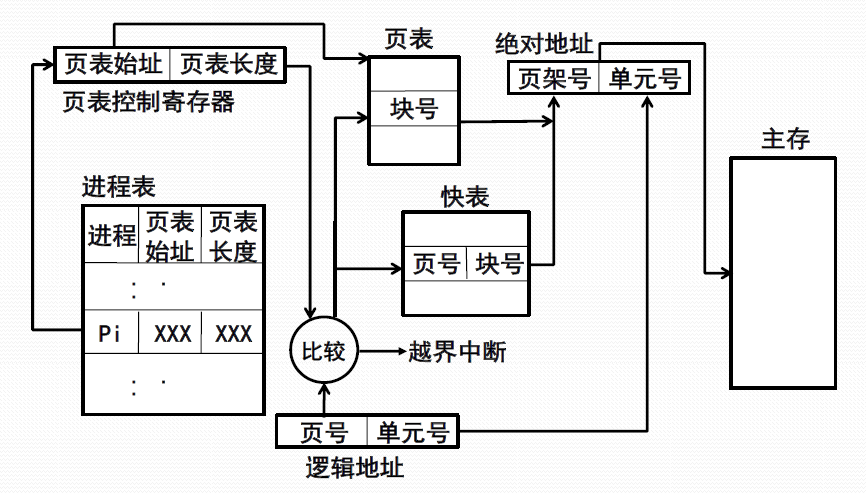 页表
绝对地址
页表始址 页表长度
页架号 单元号
页表控制寄存器
块号
主存
进程表
快表
进程 页表始址 页表长度
页号 块号
: ·
:
Pi XXX XXX
比较
越界中断
: ·
:
页号 单元号
逻辑地址